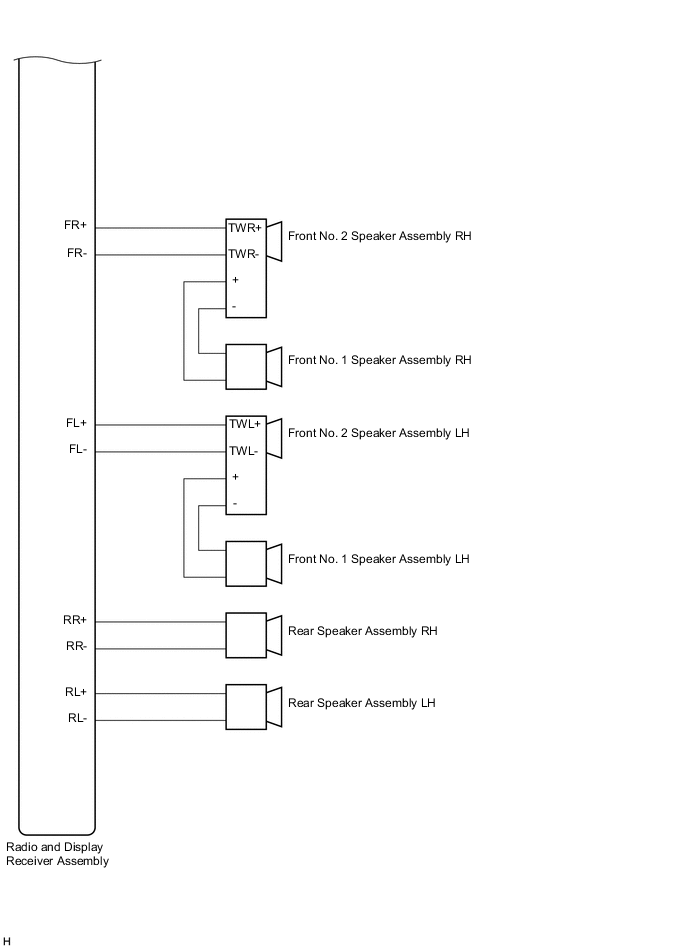 FR+
TWR+
Front No. 2 Speaker Assembly RH
FR-
TWR-
+
-
Front No. 1 Speaker Assembly RH
FL+
TWL+
Front No. 2 Speaker Assembly LH
FL-
TWL-
+
-
Front No. 1 Speaker Assembly LH
RR+
Rear Speaker Assembly RH
RR-
RL+
Rear Speaker Assembly LH
RL-
Radio and Display
Receiver Assembly
H